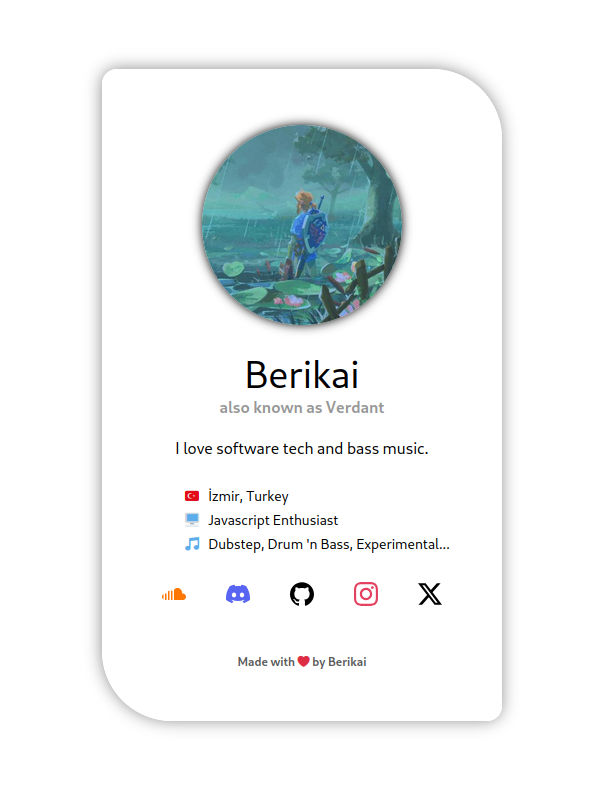 Berikai
also known as Verdant
I love software tech and bass music.
İzmir, Turkey
Javascript Enthusiast
Dubstep, Drum 'n Bass, Experimental...
Made with ❤️ by Berikai